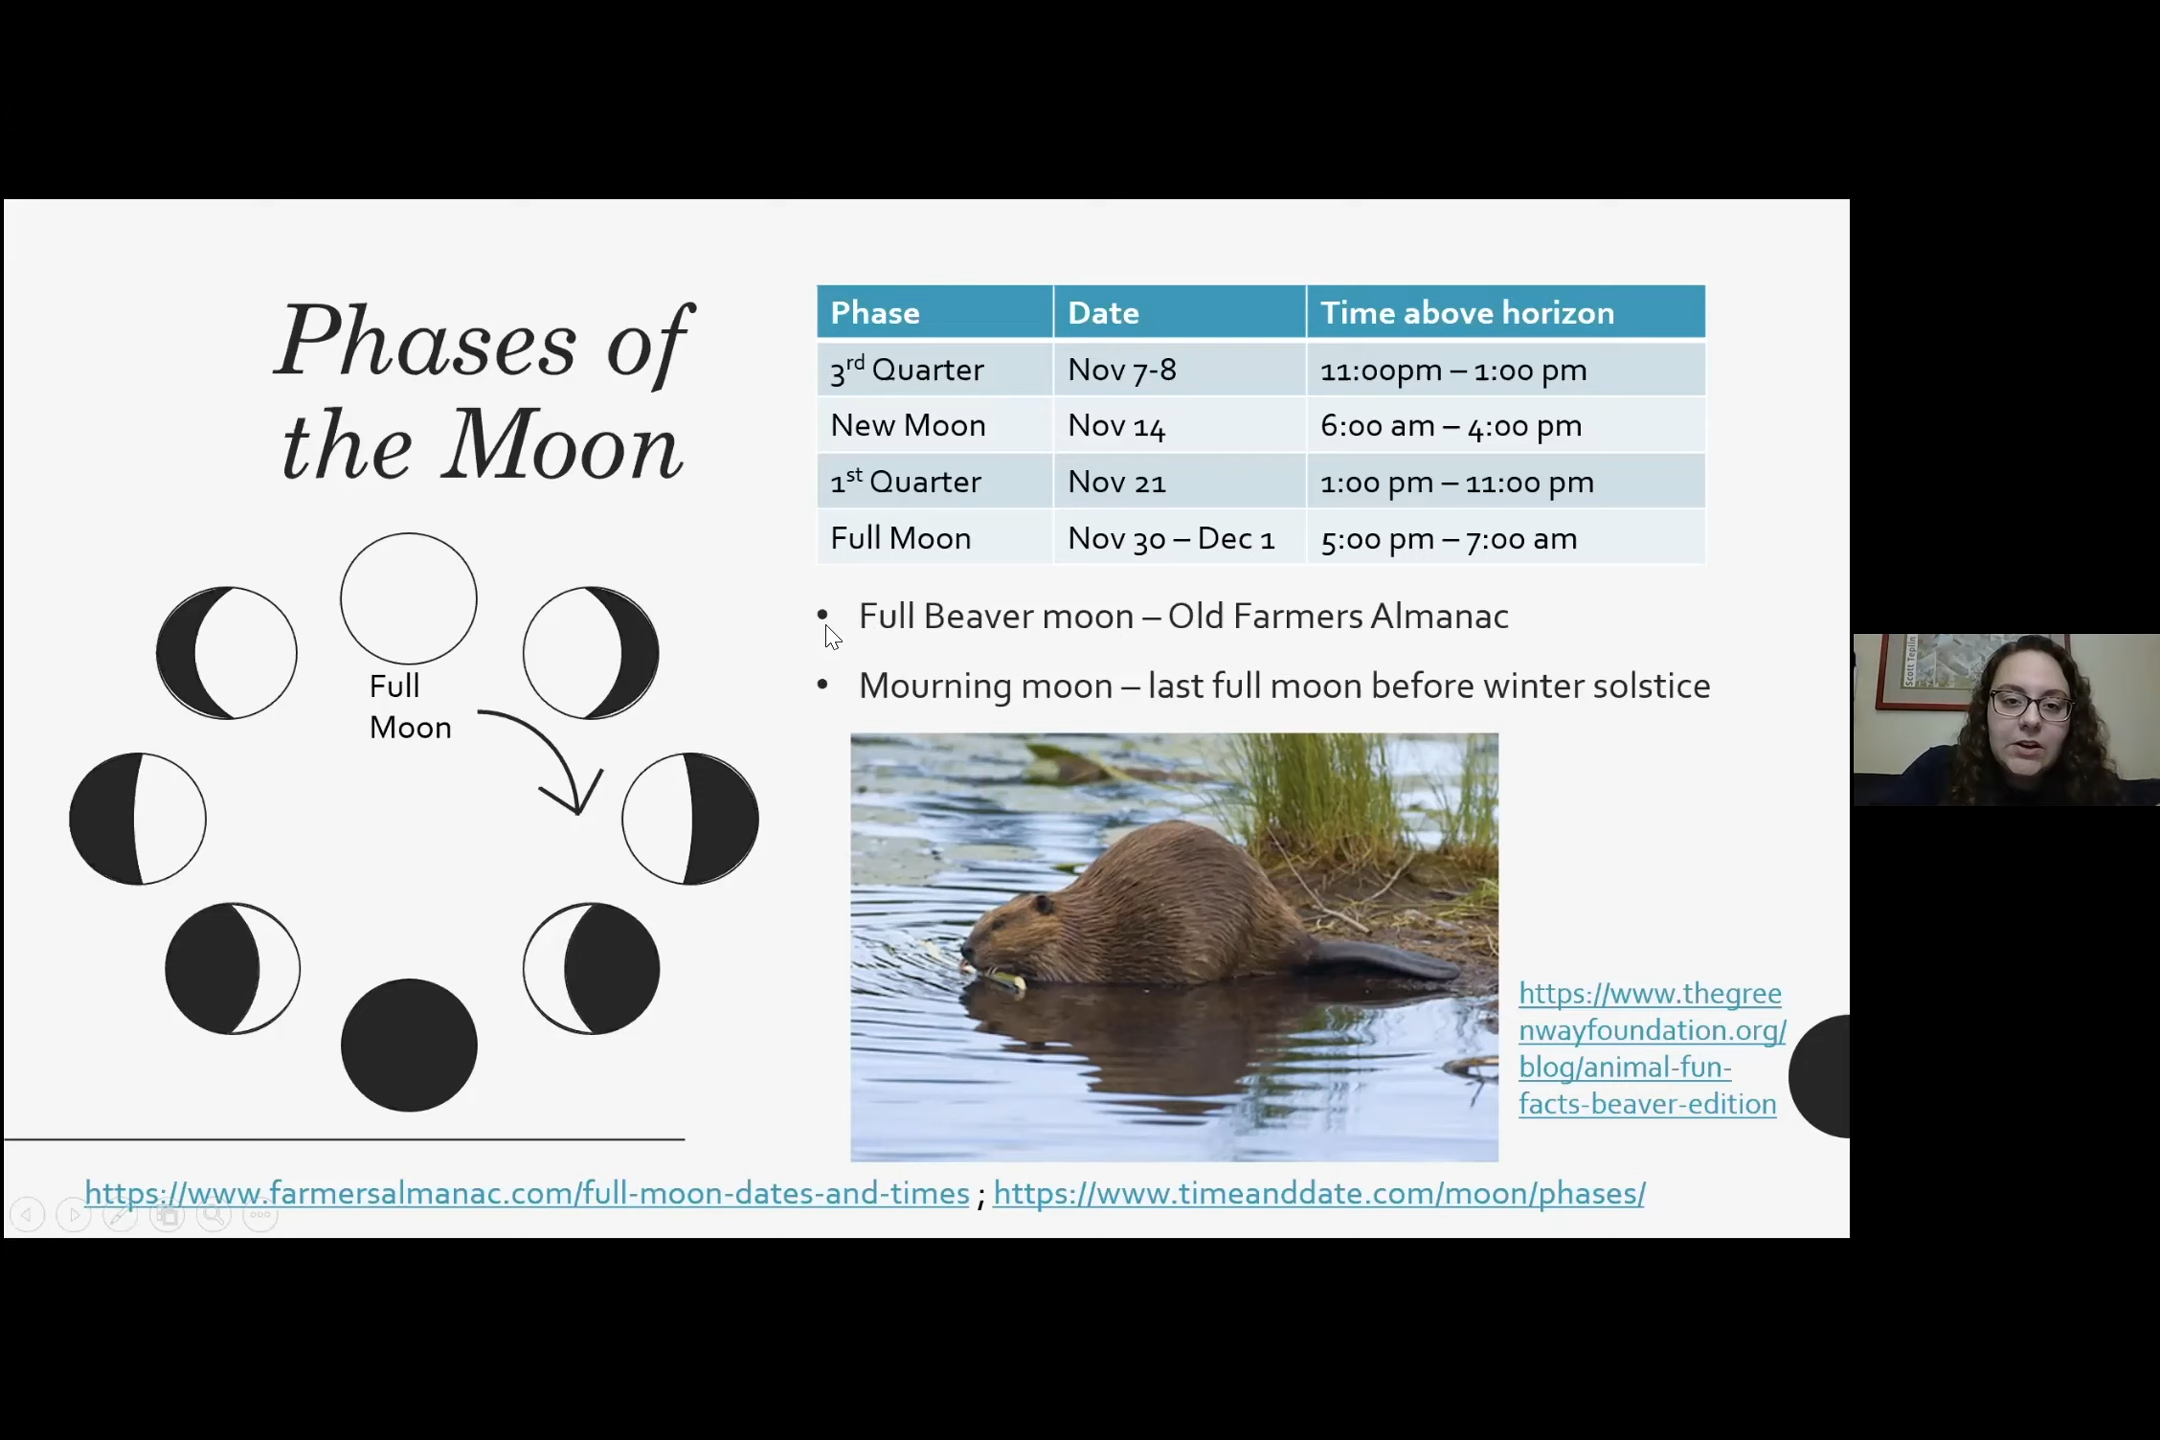 Phases of
the Moon
Full
Moon
Phase Date Time above horizon
3rd Quarter Nov 7-8 11:00pm – 1:00 pm
New Moon Nov 14 6:00 am – 4:00 pm
1st Quarter Nov 21 1:00 pm – 11:00 pm
Full Moon Nov 30 – Dec 1 5:00 pm – 7:00 am
• Full Beaver moon – Old Farmers Almanac
• Mourning moon – last full moon before winter solstice
https://www.thegree
nwayfoundation.org/
blog/animal-fun-
facts-beaver-edition
https://www.farmersalmanac.com/full-moon-dates-and-times ; https://www.timeanddate.com/moon/phases/
Scott Teplin